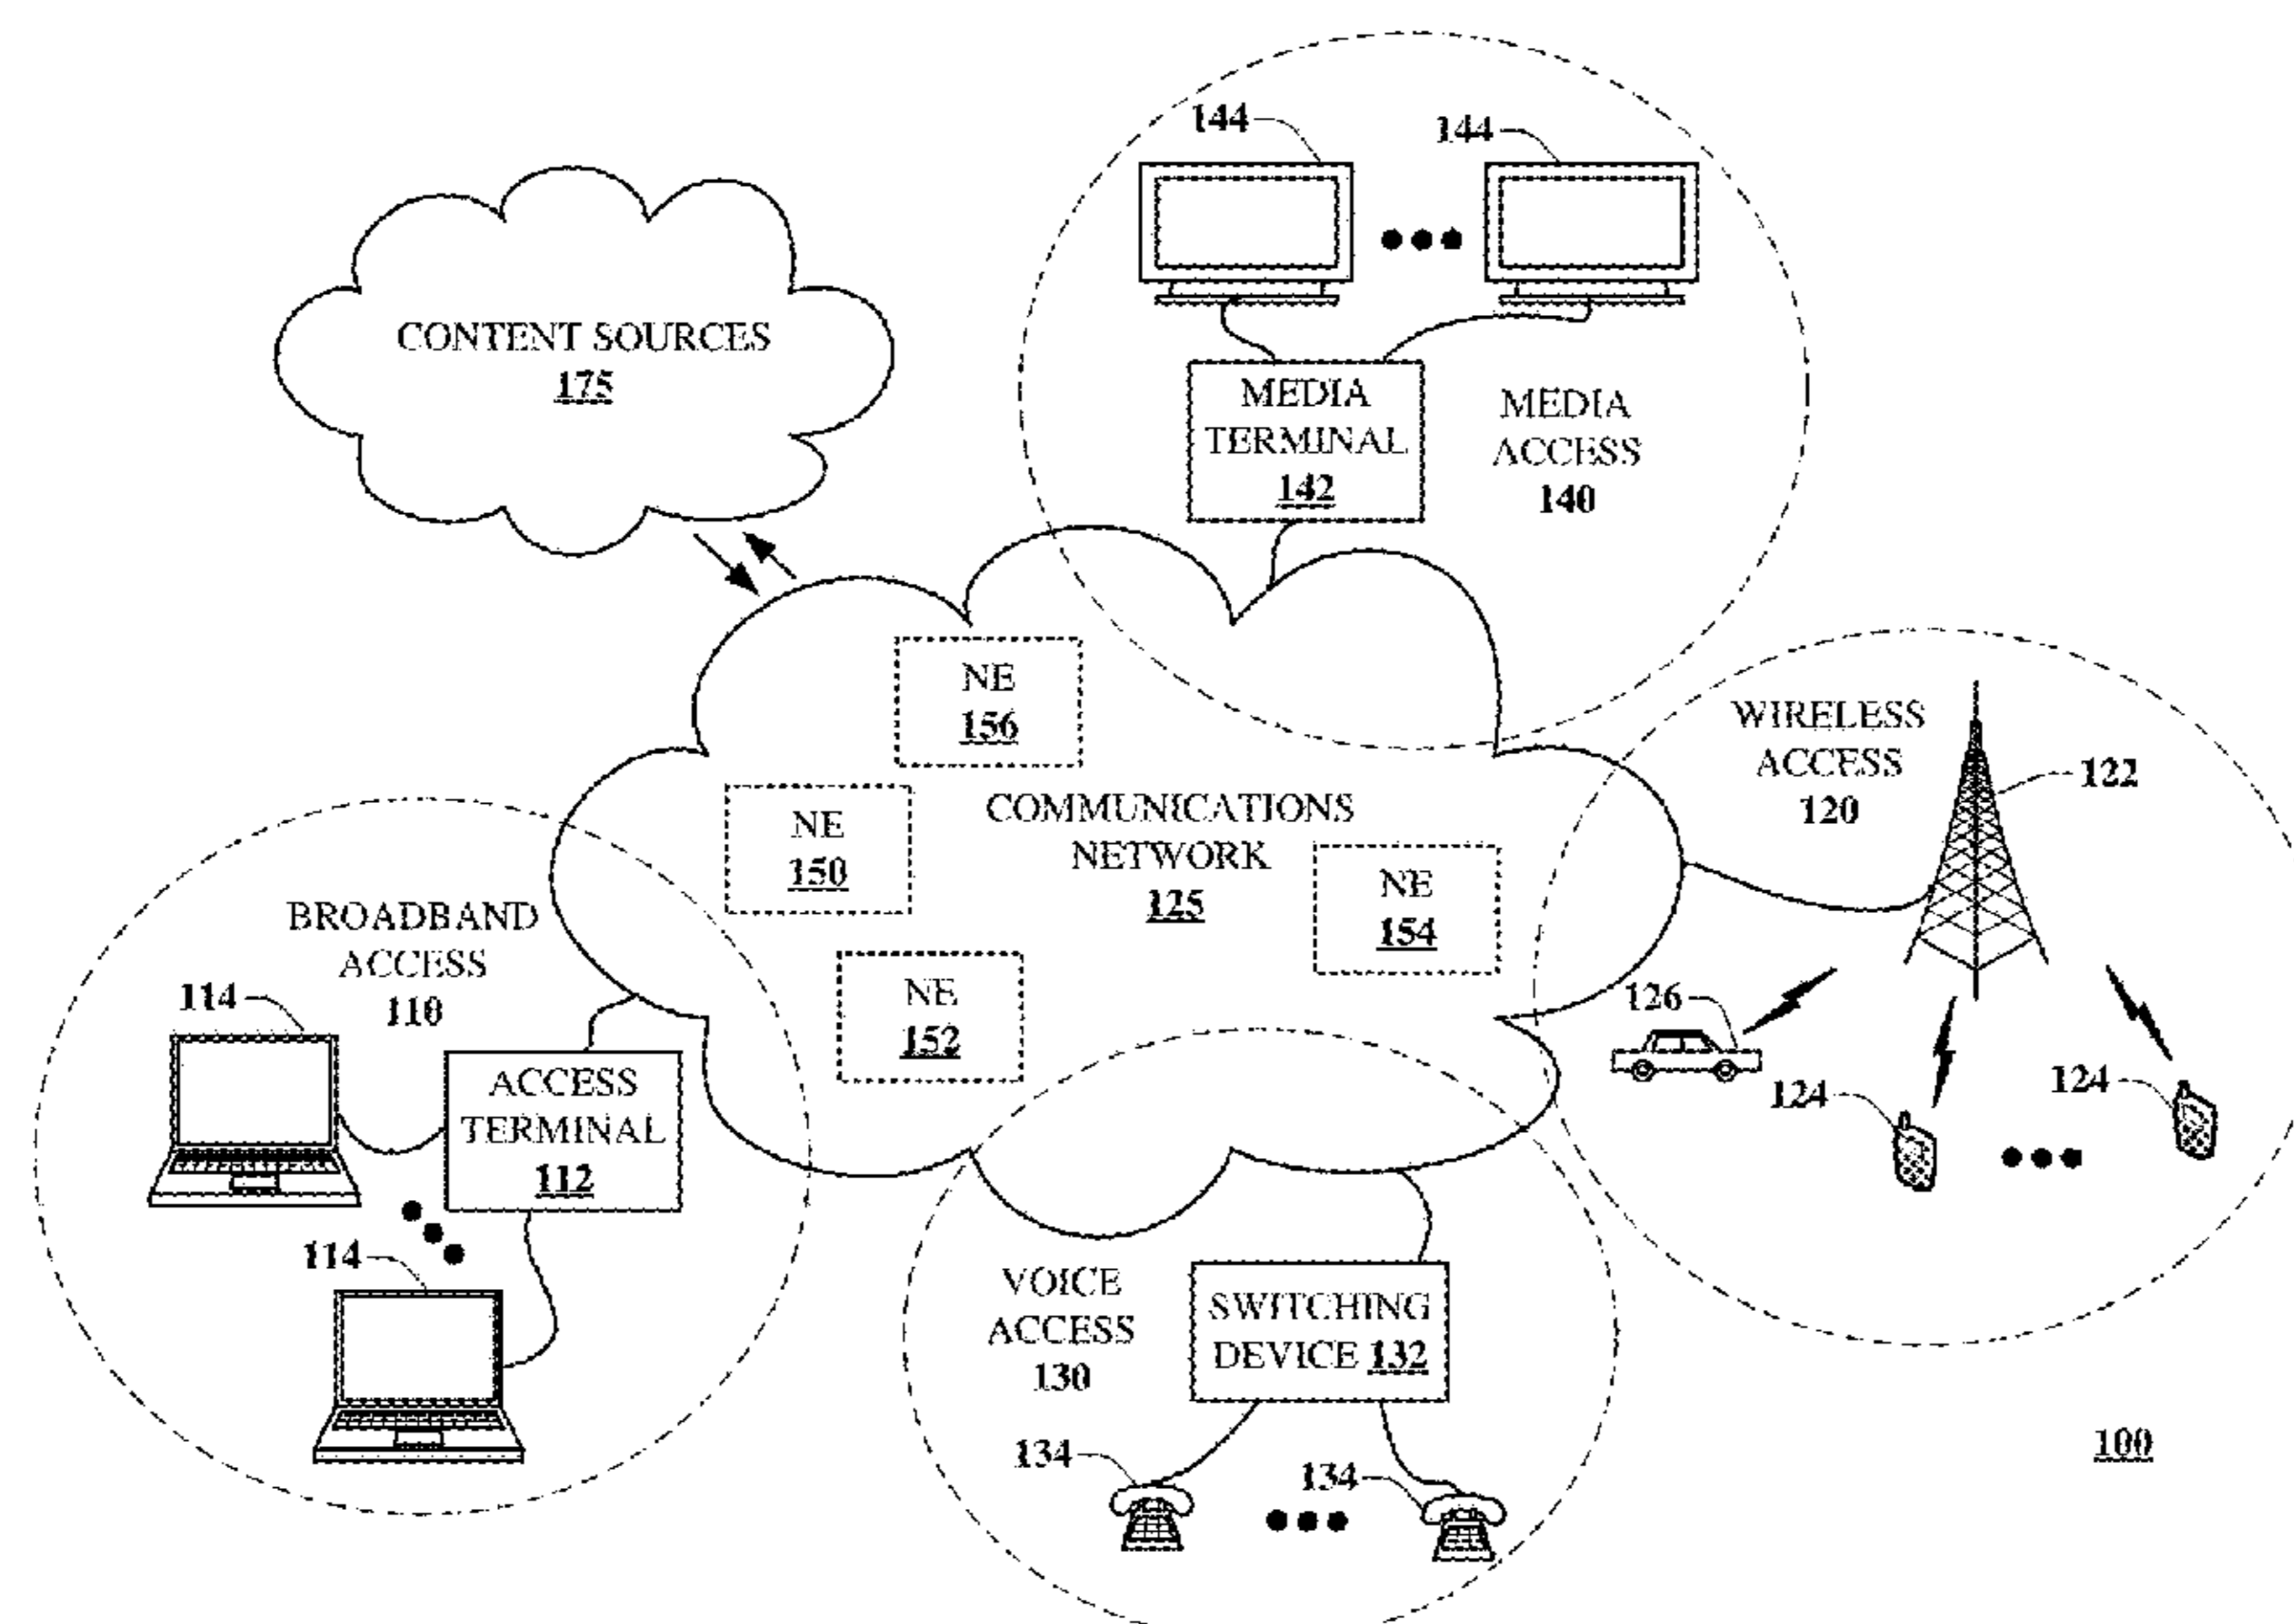 144
144
CONTENT SOURCES
175
MEDIA
TERMINAL
142
MEDIA
ACCESS
140
NE
156
WIRELESS
ACCESS
120
122
NE
150
COMMUNICATIONS
NETWORK
125
NE
154
BROADBAND
ACCESS
110
114
NE
152
126
124
124
ACCESS
TERMINAL
112
114
VOICE
ACCESS
130
SWITCHING
DEVICE 132
134
134
100